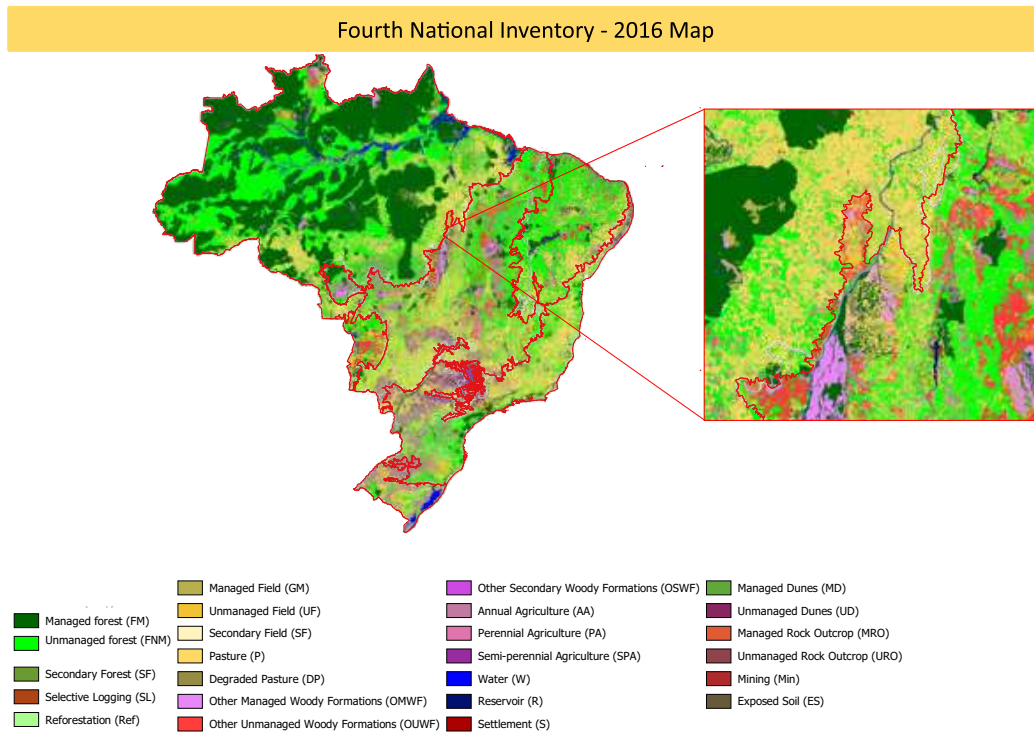 Fourth National Inventory - 2016 Map
Managed forest (FM)
Unmanaged forest (FNM)
Secondary Forest (SF)
Selective Logging (SL)
Reforestation (Ref)
Managed Field (GM)
Unmanaged Field (UF)
Secondary Field (SF)
Pasture (P)
Degraded Pasture (DP)
Other Managed Woody Formations (OMWF)
Other Unmanaged Woody Formations (OUWF)
Other Secondary Woody Formations (OSWF)
Annual Agriculture (AA)
Perennial Agriculture (PA)
Semi-perennial Agriculture (SPA)
Water (W)
Reservoir (R)
Settlement (S)
Managed Dunes (MD)
Unmanaged Dunes (UD)
Managed Rock Outcrop (MRO)
Unmanaged Rock Outcrop (URO)
Mining (Min)
Exposed Soil (ES)